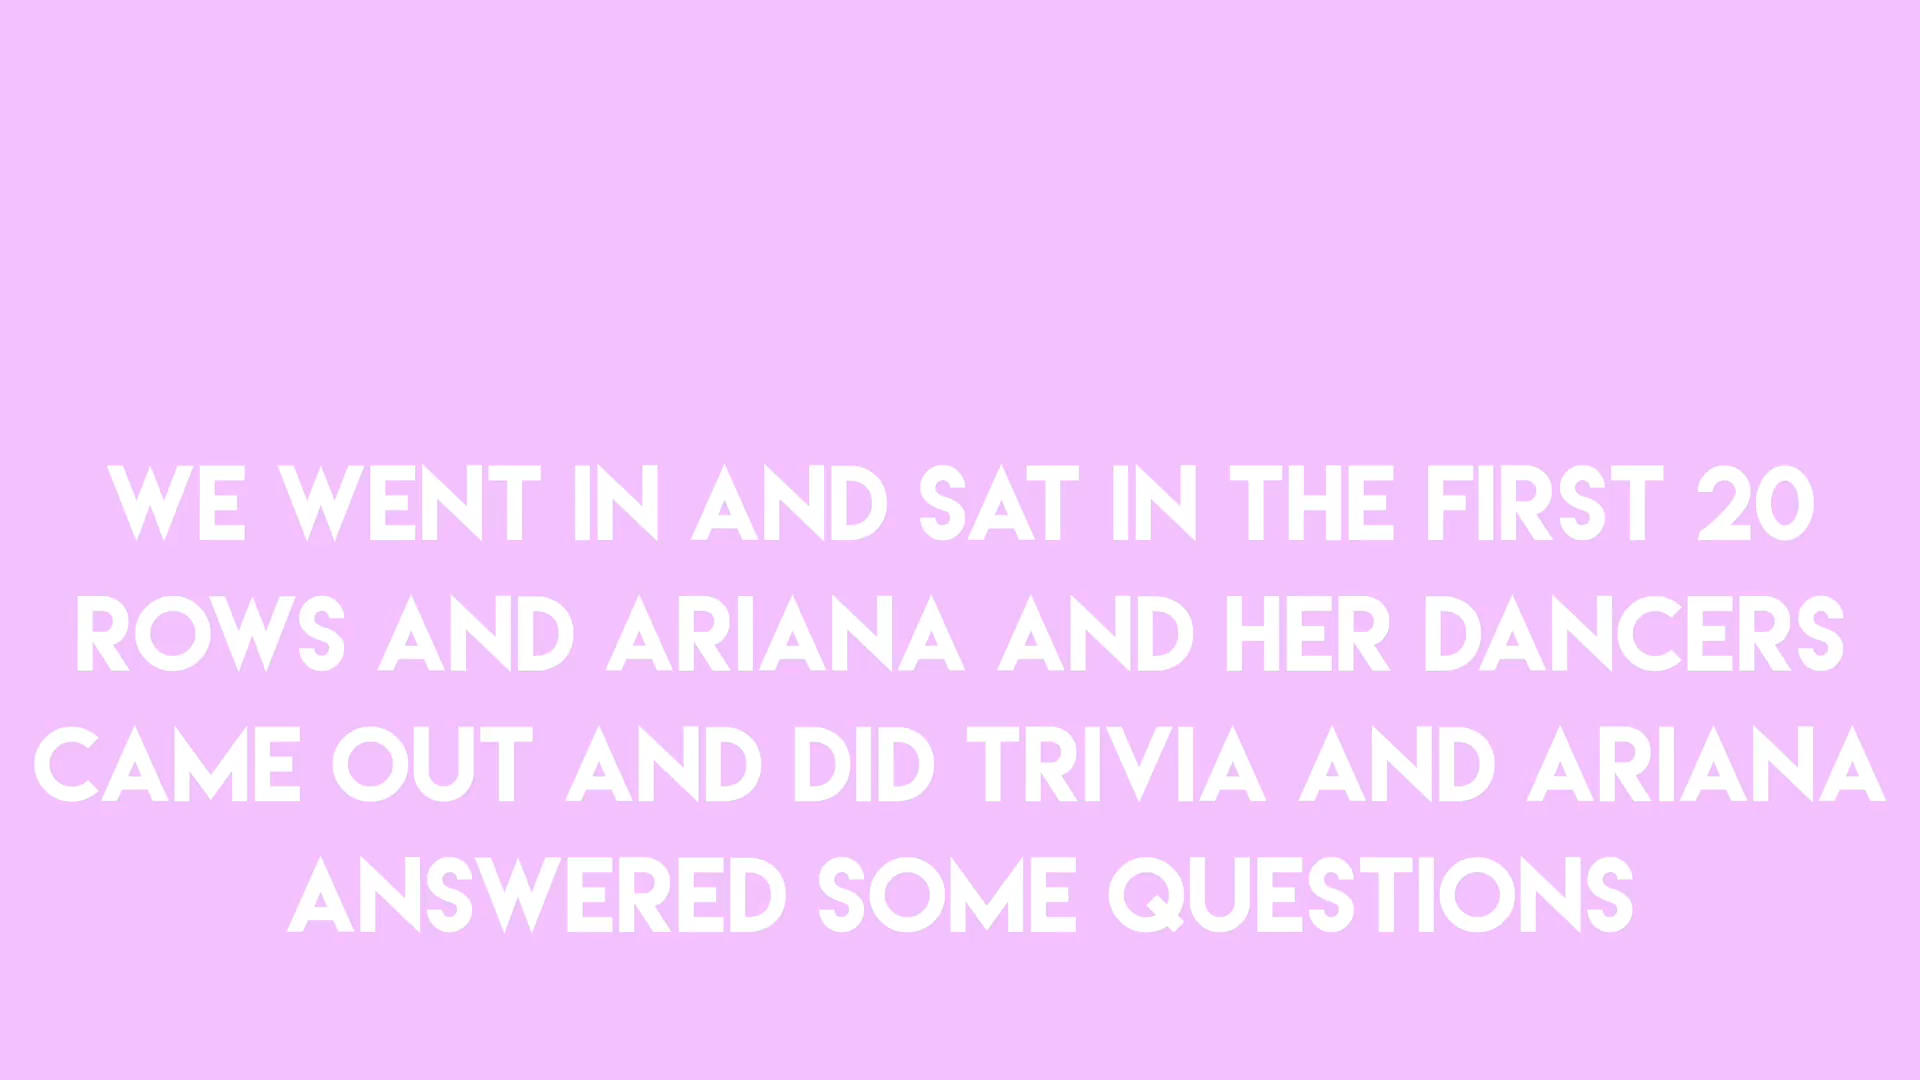 WE WENT IN AND SAT IN THE FIRST 20
ROWS AND ARIANA AND HER DANCERS
CAME OUT AND DID TRIVIA AND ARIANA
ANSWERED SOME QUESTIONS